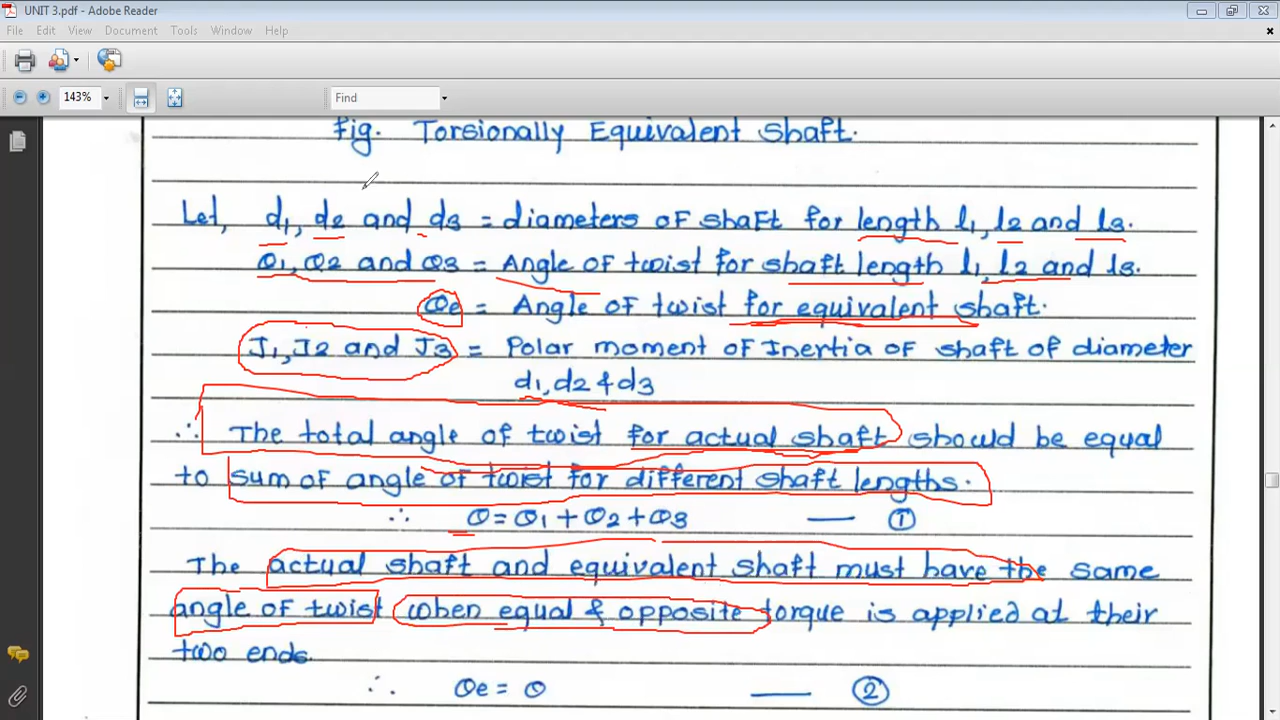 UNIT 3.pdf - Adobe Reader
File Edit View Document Tools Window Help
143% Find
Fig. Torsionally Equivalent shaft.
Let, d1, d2 and d3 = diameters of shaft for length l1, l2 and l3.
θ1, θ2 and θ3 = Angle of twist for shaft length l1, l2 and l3.
θe = Angle of twist for equivalent shaft.
J1, J2 and J3 = Polar moment of Inertia of shaft of diameter
d1, d2 & d3
∴ The total angle of twist for actual shaft should be equal
to sum of angle of twist for different shaft lengths.
∴ θ = θ1 + θ2 + θ3 — ①
The actual shaft and equivalent shaft must have the same
angle of twist when equal & opposite torque is applied at their
two ends.
∴ θe = θ — ②